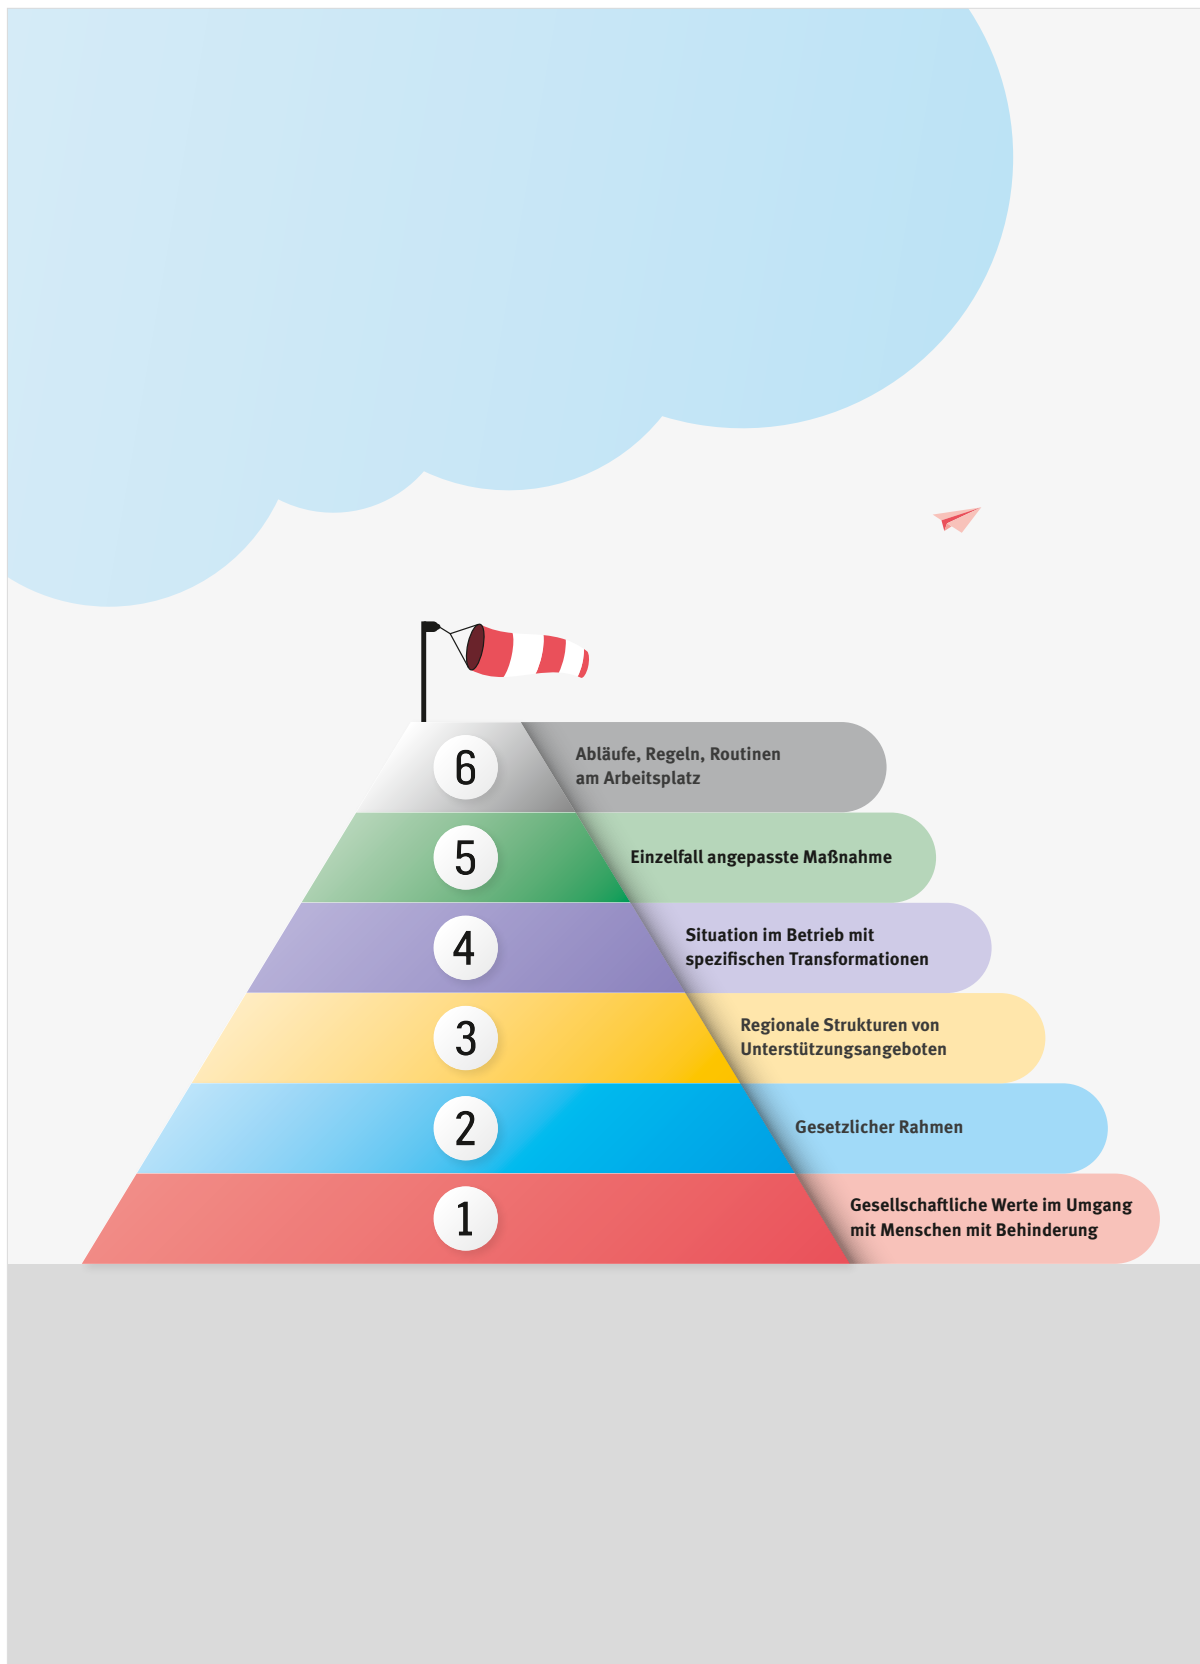 6
Abläufe, Regeln, Routinen
am Arbeitsplatz
5
Einzelfall angepasste Maßnahme
4
Situation im Betrieb mit
spezifischen Transformationen
3
Regionale Strukturen von
Unterstützungsangeboten
2
Gesetzlicher Rahmen
1
Gesellschaftliche Werte im Umgang
mit Menschen mit Behinderung